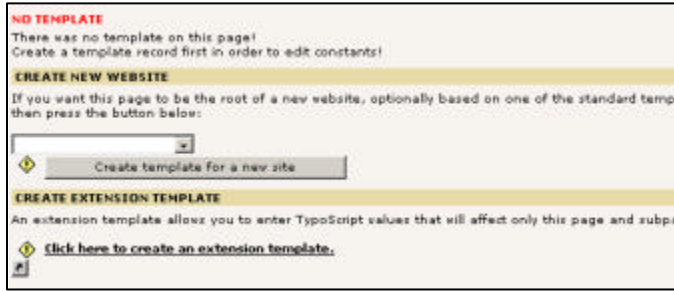 NO TEMPLATE
There was no template on this page!
Create a template record first in order to edit constants!
CREATE NEW WEBSITE
If you want this page to be the root of a new website, optionally based on one of the standard temp
then press the button below:
Create template for a new site
CREATE EXTENSION TEMPLATE
An extension template allows you to enter TypoScript values that will affect only this page and subpa
Click here to create an extension template.